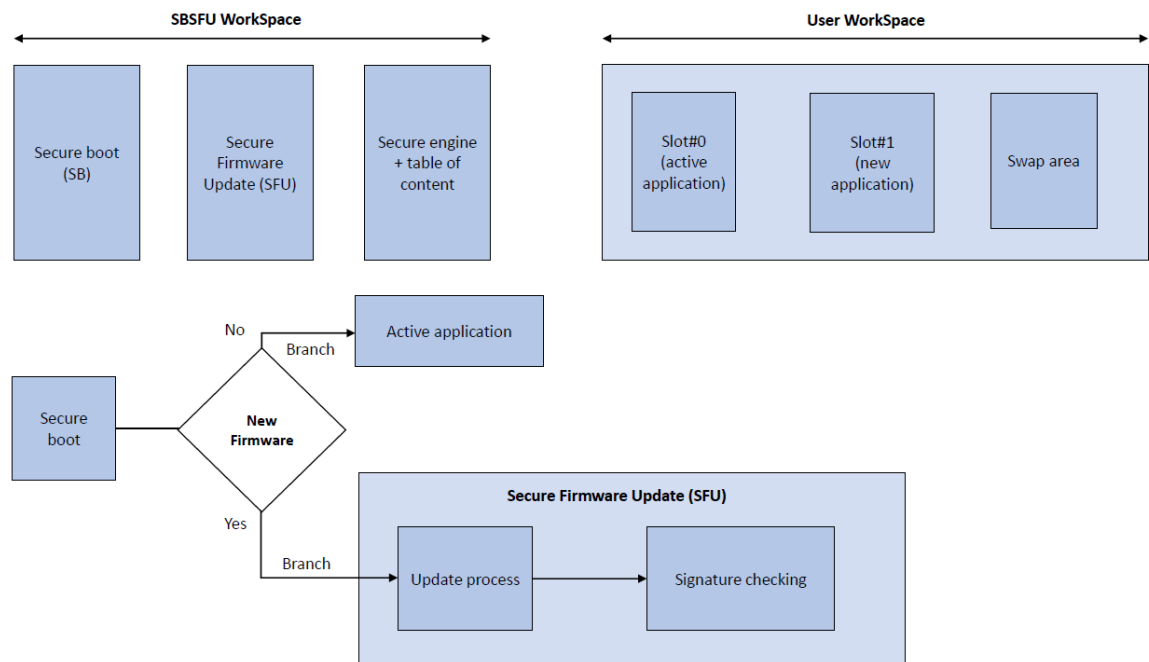 SBSFU WorkSpace
User WorkSpace
Secure boot
(SB)
Secure
Firmware
Update (SFU)
Secure engine
+ table of
content
Slot#0
(active
application)
Slot#1
(new
application)
Swap area
No
Branch
Active application
Secure
boot
New
Firmware
Yes
Branch
Secure Firmware Update (SFU)
Update process
Signature checking